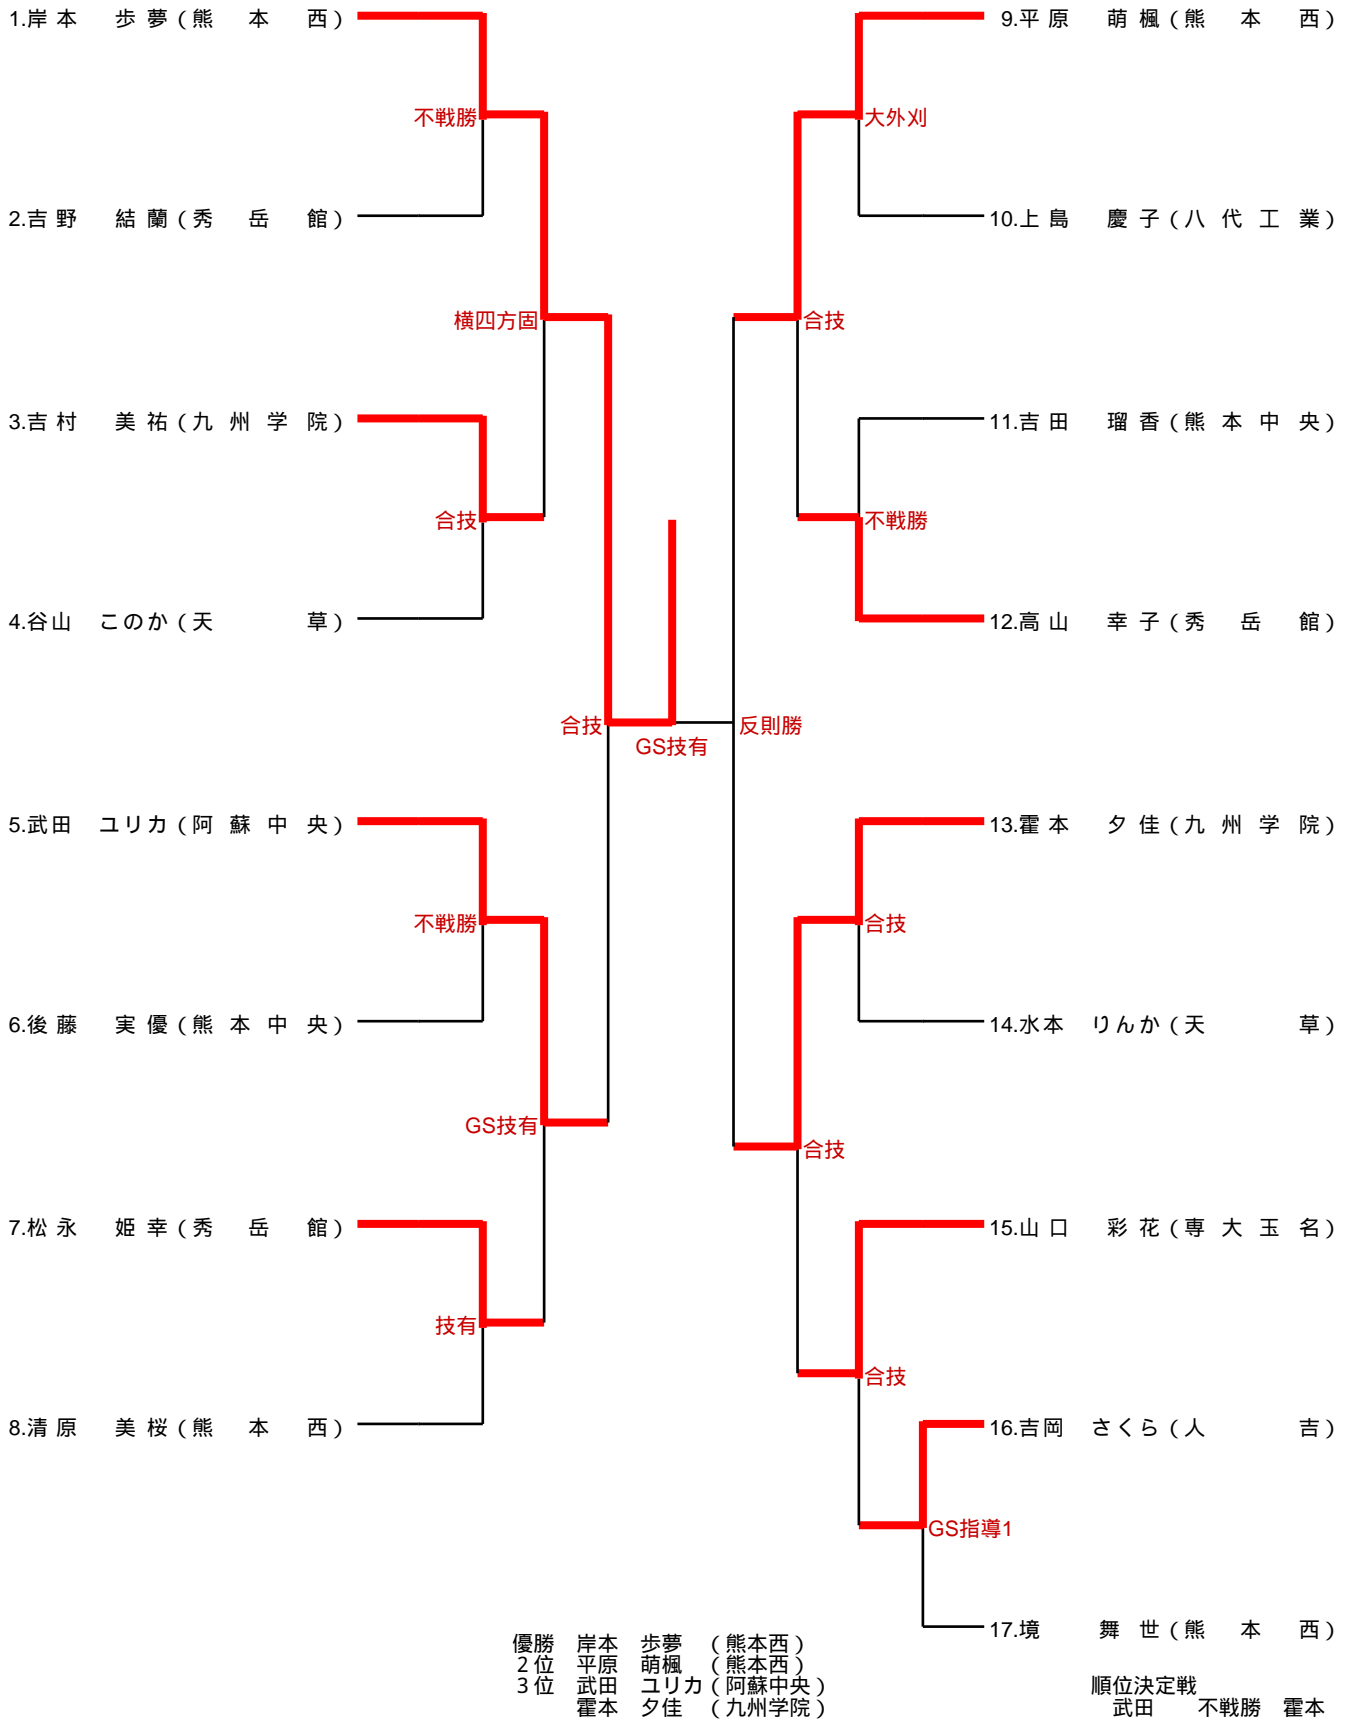 1.岸本　歩夢（熊　本　西）
9.平原　萌楓（熊　本　西）
不戦勝
大外刈
2.吉野　結蘭（秀　岳　館）
10.上島　慶子（八代工業）
横四方固
合技
3.吉村　美祐（九州学院）
11.吉田　瑠香（熊本中央）
合技
不戦勝
4.谷山　このか（天　　草）
12.高山　幸子（秀　岳　館）
合技
反則勝
GS技有
5.武田　ユリカ（阿蘇中央）
13.霍本　夕佳（九州学院）
不戦勝
合技
6.後藤　実優（熊本中央）
14.水本　りんか（天　　草）
GS技有
合技
7.松永　姫幸（秀　岳　館）
15.山口　彩花（専大玉名）
技有
合技
8.清原　美桜（熊　本　西）
16.吉岡　さくら（人　　吉）
GS指導1
17.境　　舞世（熊　本　西）
優勝　岸本　歩夢　（熊本西）
2位　平原　萌楓　（熊本西）
3位　武田　ユリカ（阿蘇中央）
霍本　夕佳　（九州学院）
順位決定戦
武田　　不戦勝　霍本